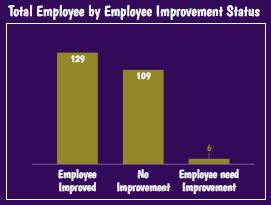 Total Employee by Employee Improvement Status
129
109
6
Employee
Improved
No
Improvement
Employee need
Improvement